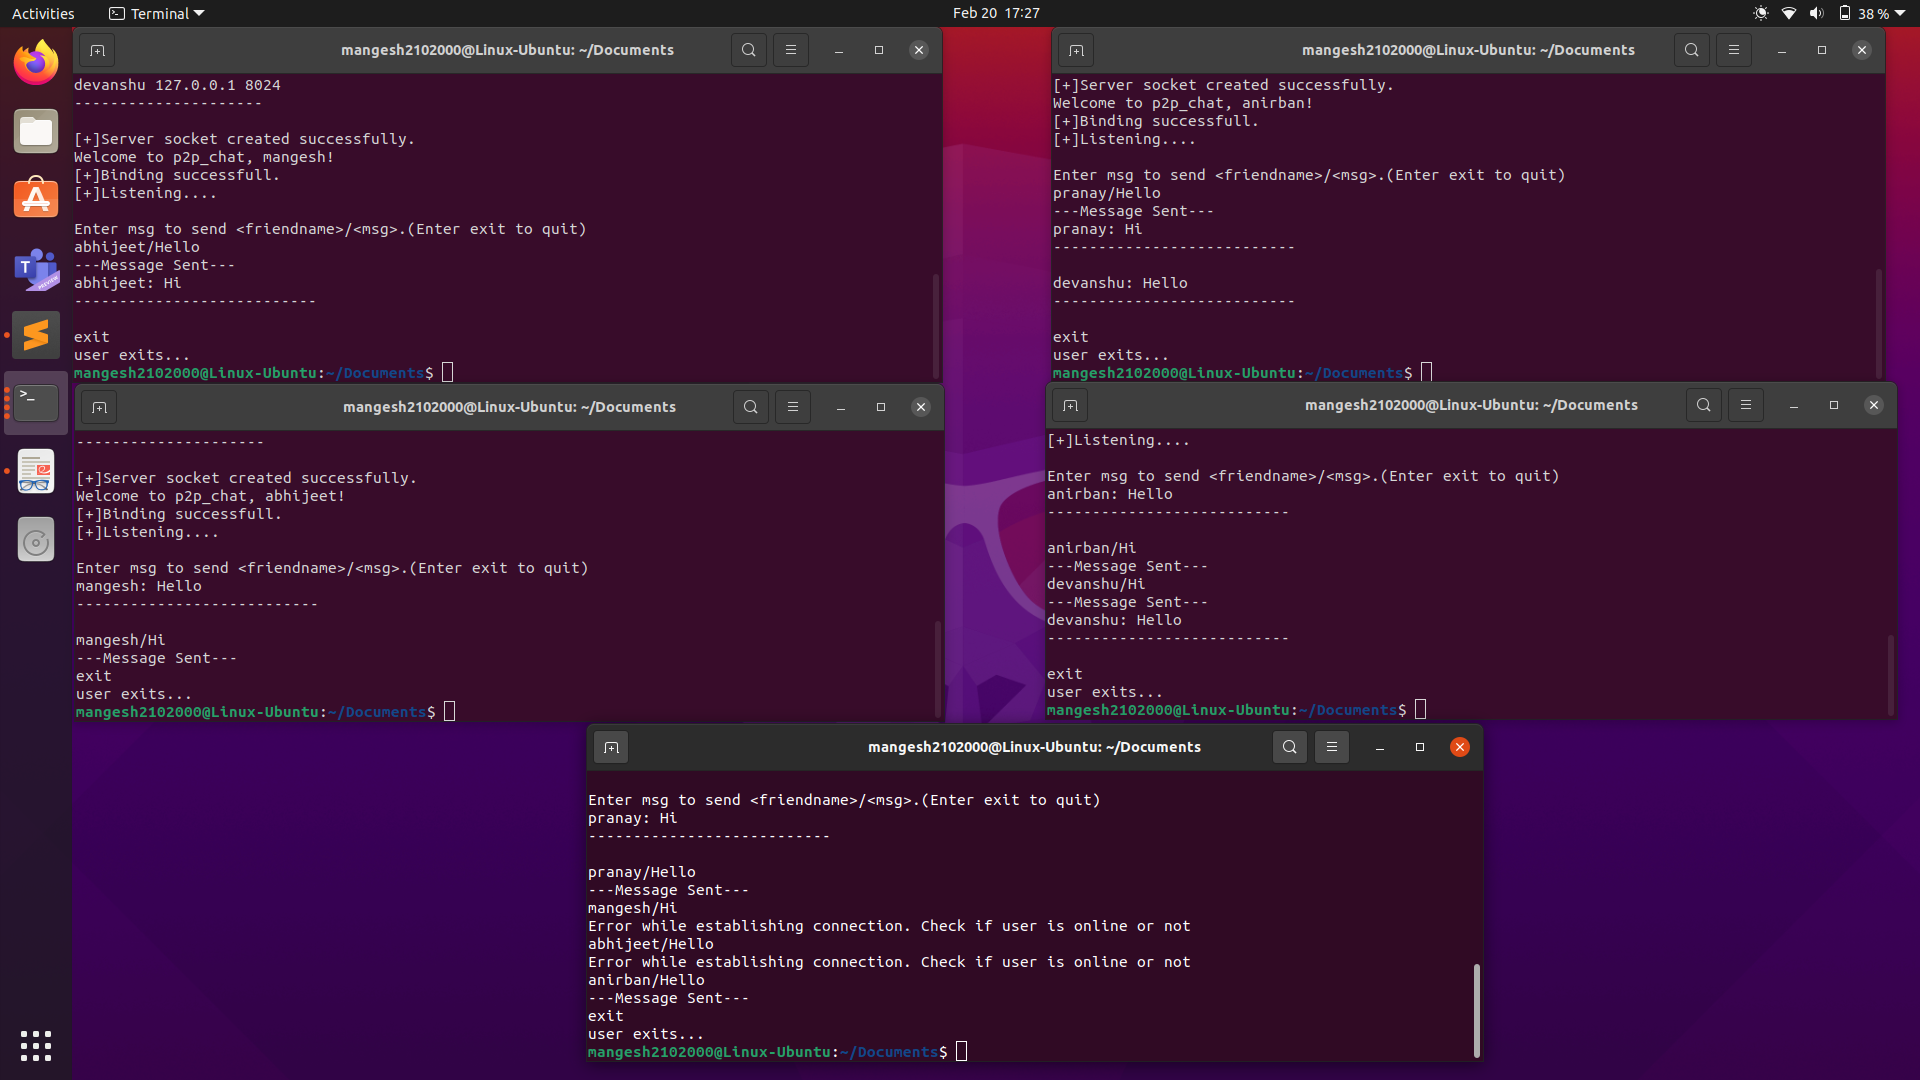 Activities
Terminal
Feb 20 17:27
38 %
mangesh2102000@Linux-Ubuntu: ~/Documents
devanshu 127.0.0.1 8024
---------------------
[+]Server socket created successfully.
Welcome to p2p_chat, mangesh!
[+]Binding successfull.
[+]Listening....
Enter msg to send <friendname>/<msg>.(Enter exit to quit)
abhijeet/Hello
---Message Sent---
abhijeet: Hi
---------------------------
exit
user exits...
mangesh2102000@Linux-Ubuntu:~/Documents$
mangesh2102000@Linux-Ubuntu: ~/Documents
[+]Server socket created successfully.
Welcome to p2p_chat, anirban!
[+]Binding successfull.
[+]Listening....
Enter msg to send <friendname>/<msg>.(Enter exit to quit)
pranay/Hello
---Message Sent---
pranay: Hi
---------------------------
devanshu: Hello
---------------------------
exit
user exits...
mangesh2102000@Linux-Ubuntu:~/Documents$
mangesh2102000@Linux-Ubuntu: ~/Documents
---------------------
[+]Server socket created successfully.
Welcome to p2p_chat, abhijeet!
[+]Binding successfull.
[+]Listening....
Enter msg to send <friendname>/<msg>.(Enter exit to quit)
mangesh: Hello
---------------------------
mangesh/Hi
---Message Sent---
exit
user exits...
mangesh2102000@Linux-Ubuntu:~/Documents$
mangesh2102000@Linux-Ubuntu: ~/Documents
[+]Listening....
Enter msg to send <friendname>/<msg>.(Enter exit to quit)
anirban: Hello
---------------------------
anirban/Hi
---Message Sent---
devanshu/Hi
---Message Sent---
devanshu: Hello
---------------------------
exit
user exits...
mangesh2102000@Linux-Ubuntu:~/Documents$
mangesh2102000@Linux-Ubuntu: ~/Documents
Enter msg to send <friendname>/<msg>.(Enter exit to quit)
pranay: Hi
---------------------------
pranay/Hello
---Message Sent---
mangesh/Hi
Error while establishing connection. Check if user is online or not
abhijeet/Hello
Error while establishing connection. Check if user is online or not
anirban/Hello
---Message Sent---
exit
user exits...
mangesh2102000@Linux-Ubuntu:~/Documents$